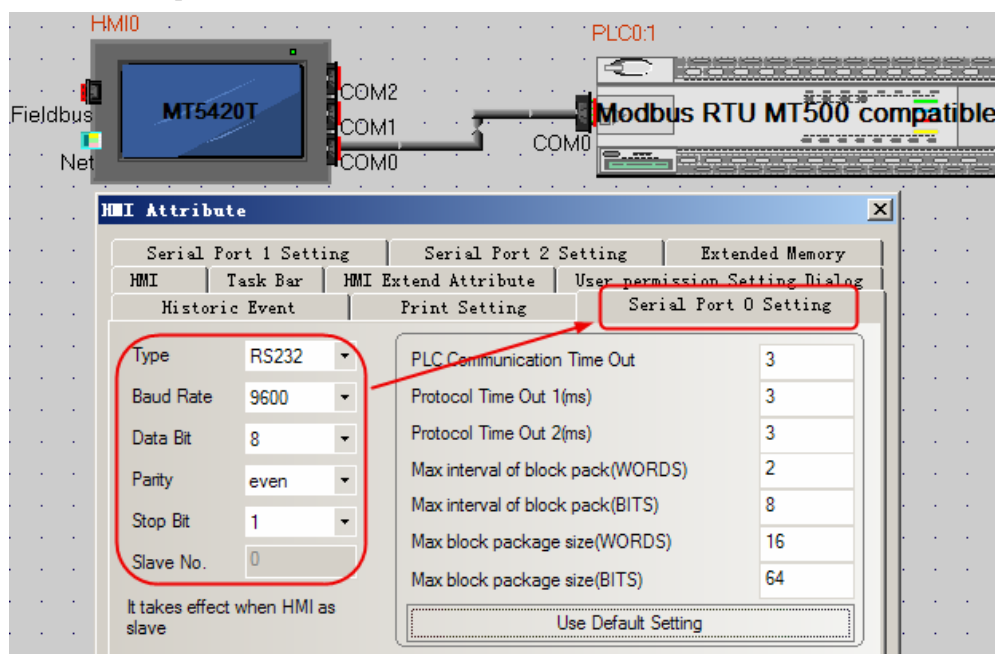 HMI0
PLC0:1
Fieldbus
MT5420T
COM2
Modbus RTU MT500 compatible
COM1
COM0
Net
COM0
HMI Attribute
Serial Port 1 Setting
Serial Port 2 Setting
Extended Memory
HMI
Task Bar
HMI Extend Attribute
User permission Setting Dialog
Historic Event
Print Setting
Serial Port 0 Setting
Type
RS232
Baud Rate
9600
Data Bit
8
Parity
even
Stop Bit
1
Slave No.
0
It takes effect when HMI as
slave
PLC Communication Time Out
3
Protocol Time Out 1(ms)
3
Protocol Time Out 2(ms)
3
Max interval of block pack(WORDS)
2
Max interval of block pack(BITS)
8
Max block package size(WORDS)
16
Max block package size(BITS)
64
Use Default Setting